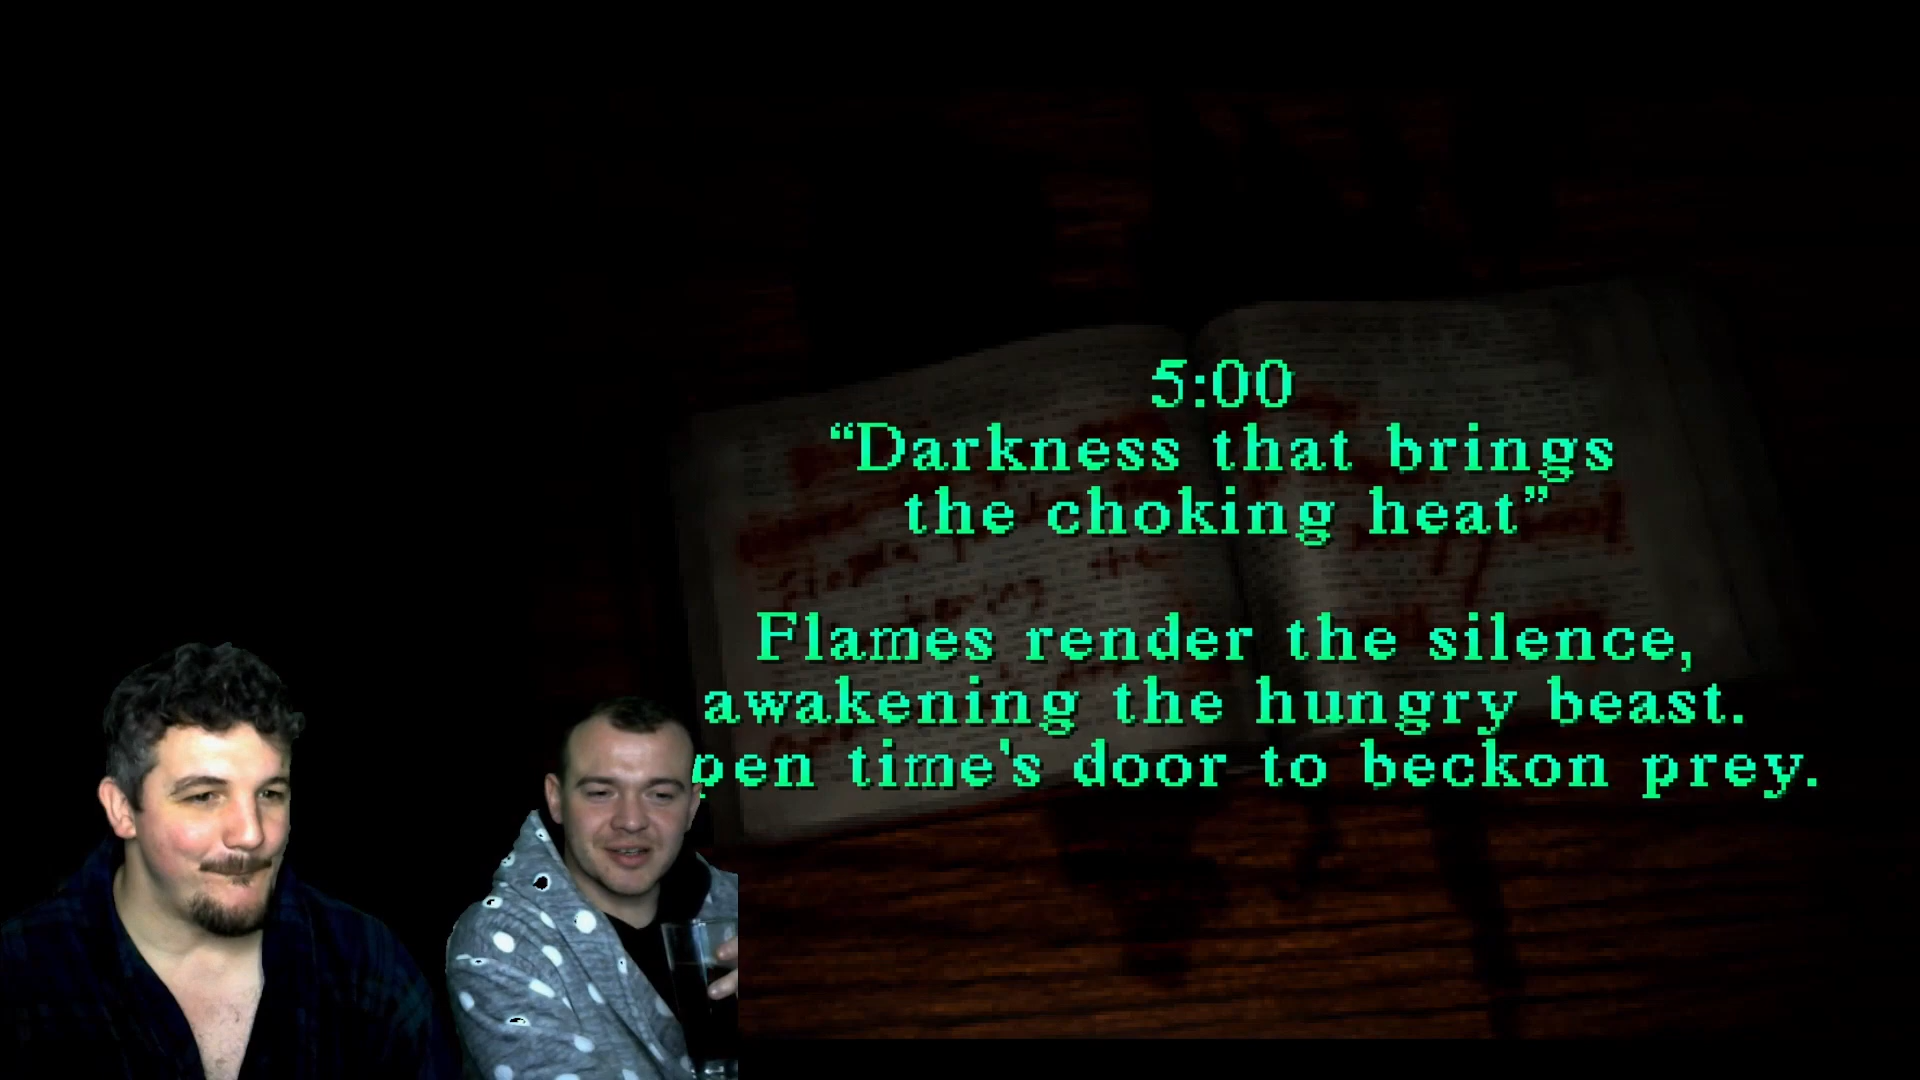 5:00
“Darkness that brings
the choking heat”
Flames render the silence,
awakening the hungry beast.
pen time's door to beckon prey.